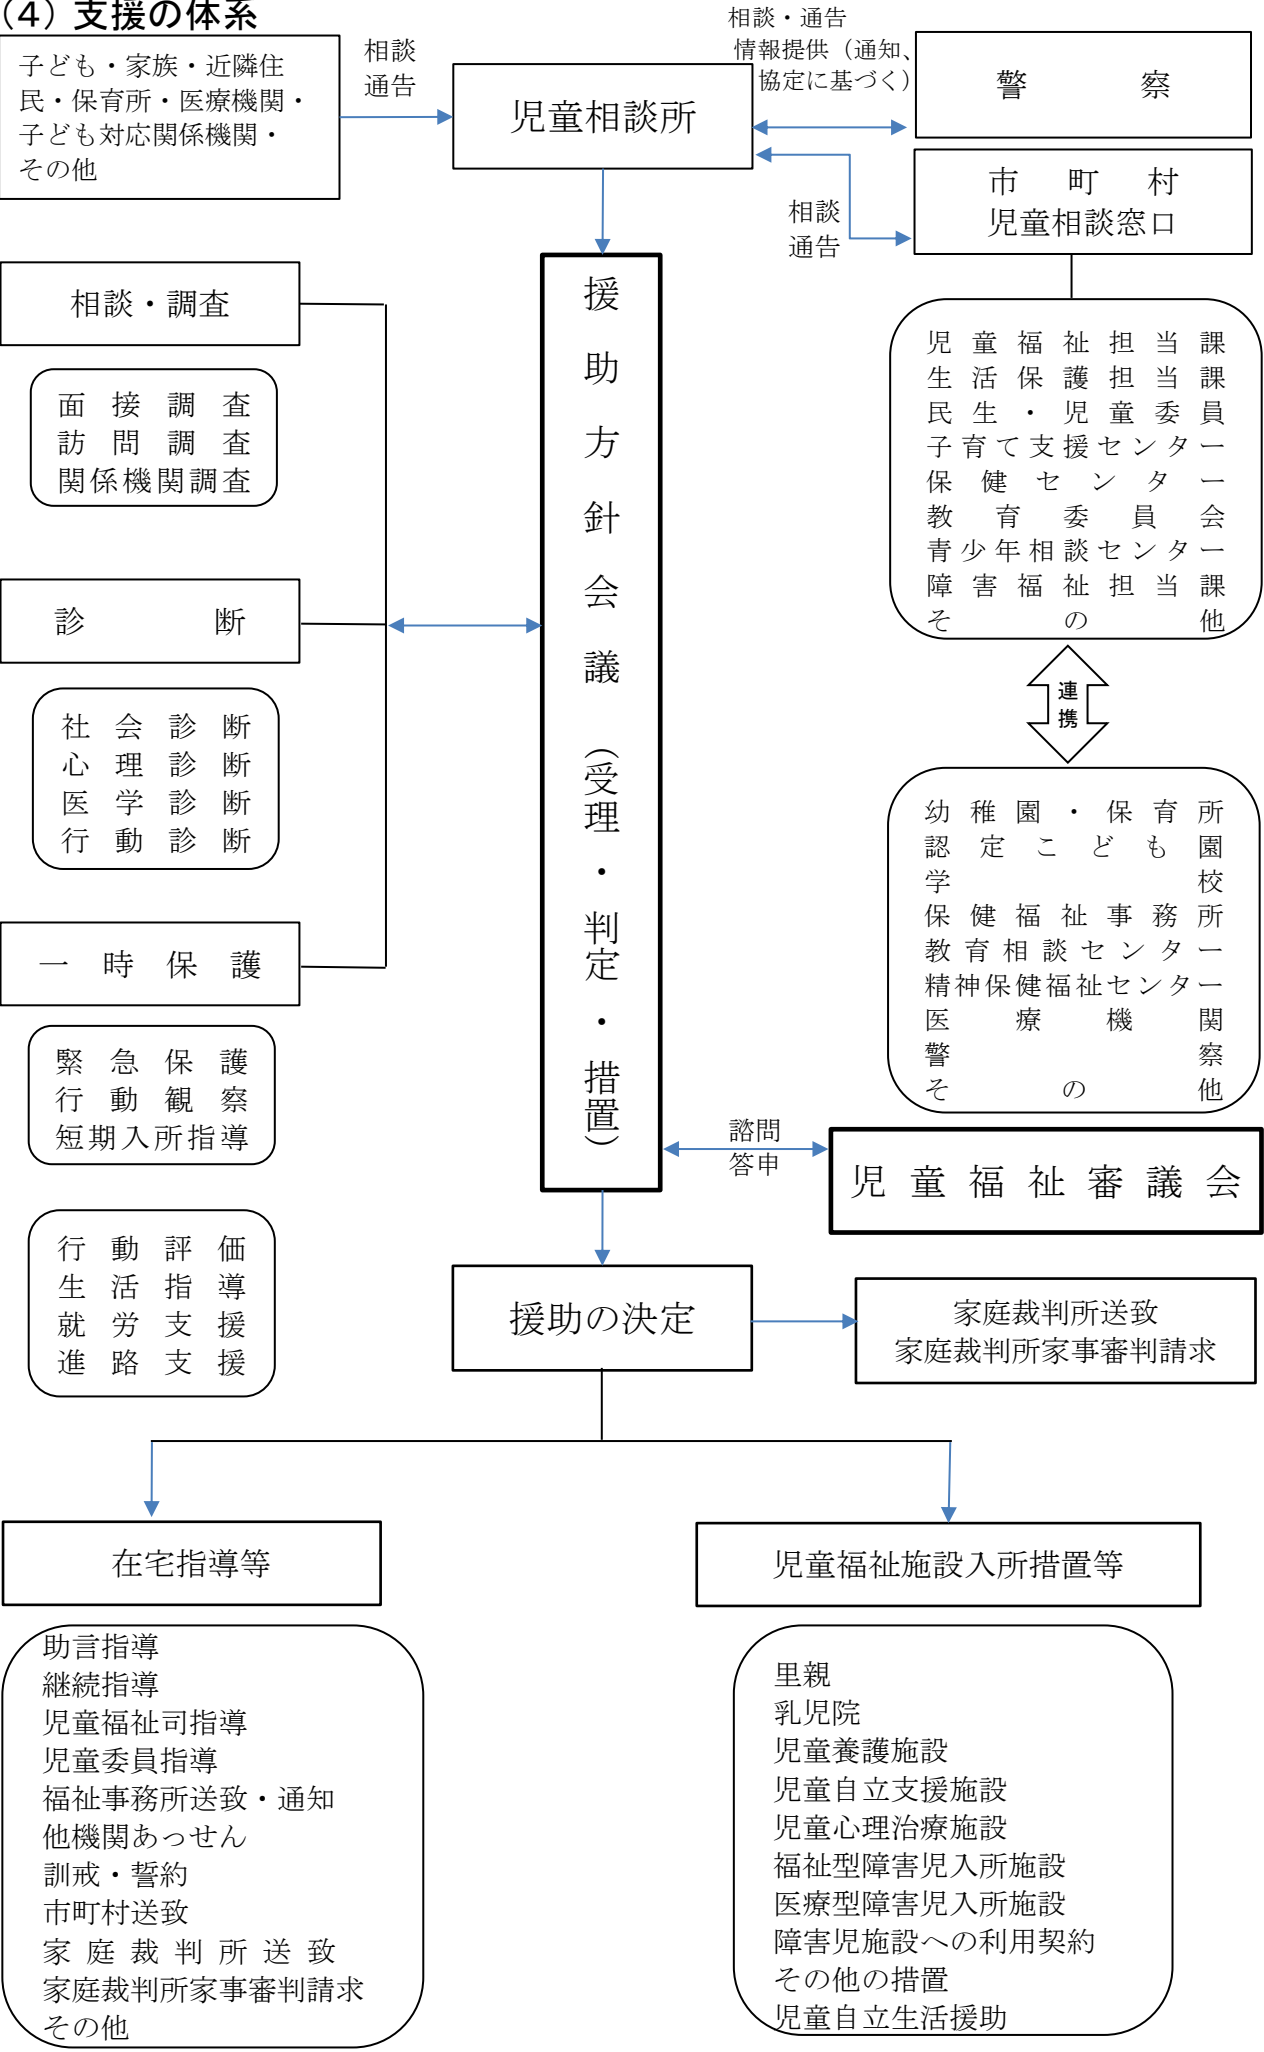 （4）支援の体系
子ども・家族・近隣住
民・保育所・医療機関・
子ども対応関係機関・
その他
相談
通告
児童相談所
相談・通告
情報提供（通知、
協定に基づく）
警察
市町村
児童相談窓口
相談
通告
児童福祉担当課
生活保護担当課
民生・児童委員
子育て支援センター
保健センター
教育委員会
青少年相談センター
障害福祉担当課
その他
連
携
幼稚園・保育所
認定こども園
学校
保健福祉事務所
教育相談センター
精神保健福祉センター
医療機関
警察
その他
相談・調査
面接調査
訪問調査
関係機関調査
診断
社会診断
心理診断
医学診断
行動診断
一時保護
緊急保護
行動観察
短期入所指導
行動評価
生活指導
就労支援
進路支援
援助方針会議（受理・判定・措置）
諮問
答申
児童福祉審議会
援助の決定
家庭裁判所送致
家庭裁判所家事審判請求
在宅指導等
助言指導
継続指導
児童福祉司指導
児童委員指導
福祉事務所送致・通知
他機関あっせん
訓戒・誓約
市町村送致
家庭裁判所送致
家庭裁判所家事審判請求
その他
児童福祉施設入所措置等
里親
乳児院
児童養護施設
児童自立支援施設
児童心理治療施設
福祉型障害児入所施設
医療型障害児入所施設
障害児施設への利用契約
その他の措置
児童自立生活援助